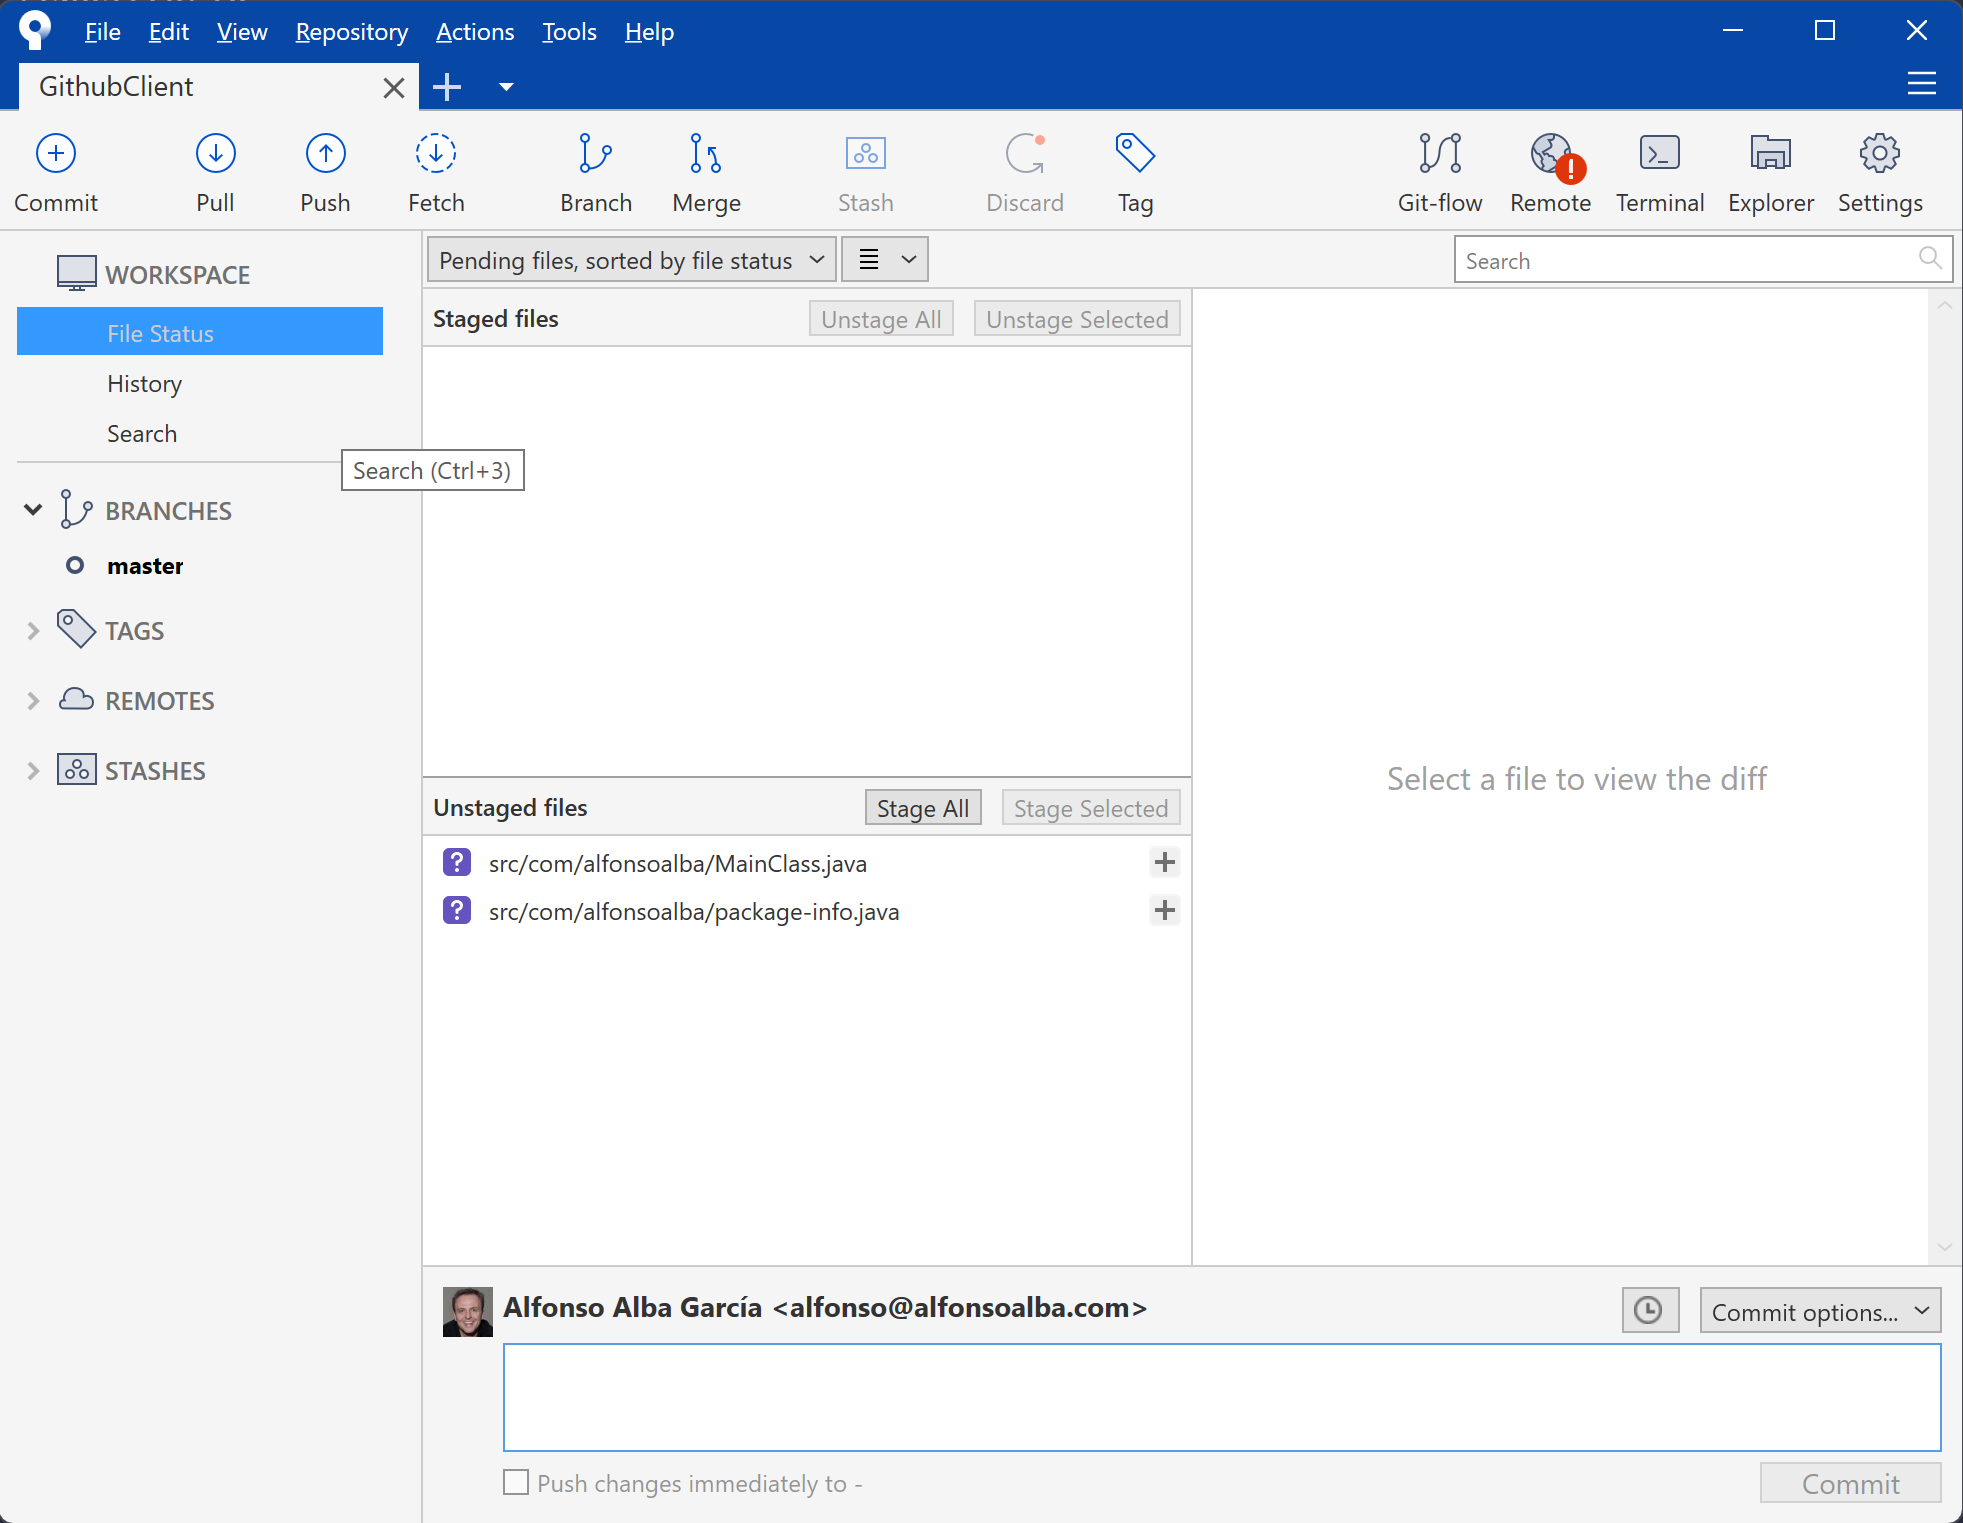 File Edit View Repository Actions Tools Help
GithubClient
Commit Pull Push Fetch Branch Merge Stash Discard Tag Git-flow Remote Terminal Explorer Settings
WORKSPACE
File Status
History
Search
Search (Ctrl+3)
BRANCHES
master
TAGS
REMOTES
STASHES
Pending files, sorted by file status
Search
Staged files Unstage All Unstage Selected
Unstaged files Stage All Stage Selected
? src/com/alfonsoalba/MainClass.java
? src/com/alfonsoalba/package-info.java
Select a file to view the diff
Alfonso Alba García <alfonso@alfonsoalba.com>
Commit options...
Push changes immediately to -
Commit